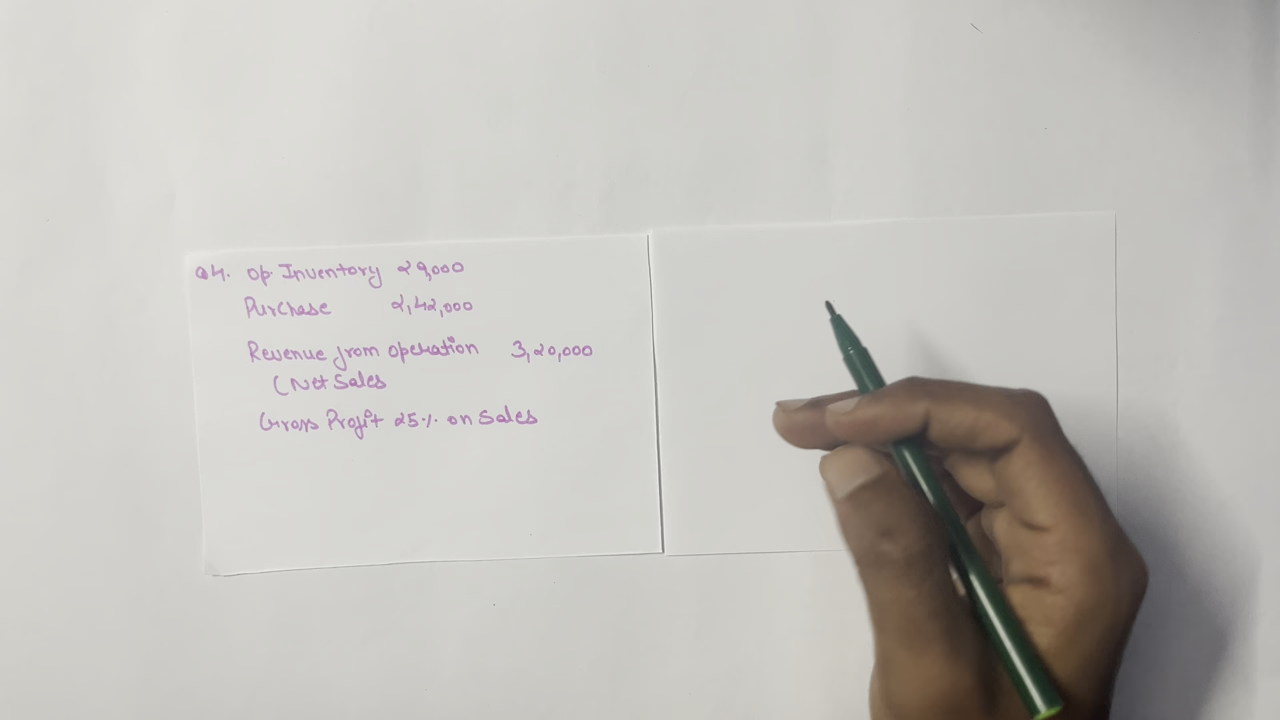 Q4. Op. Inventory 29,000
Purchase 2,42,000
Revenue from operation 3,20,000
(Net Sales
Gross Profit 25% on Sales